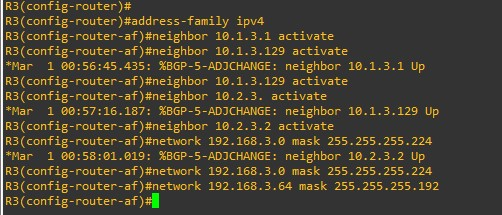 R3(config-router)#
R3(config-router)#address-family ipv4
R3(config-router-af)#neighbor 10.1.3.1 activate
R3(config-router-af)#neighbor 10.1.3.129 activate
*Mar  1 00:56:45.435: %BGP-5-ADJCHANGE: neighbor 10.1.3.1 Up
R3(config-router-af)#neighbor 10.1.3.129 activate
R3(config-router-af)#neighbor 10.2.3. activate
*Mar  1 00:57:16.187: %BGP-5-ADJCHANGE: neighbor 10.1.3.129 Up
R3(config-router-af)#neighbor 10.2.3.2 activate
R3(config-router-af)#network 192.168.3.0 mask 255.255.255.224
*Mar  1 00:58:01.019: %BGP-5-ADJCHANGE: neighbor 10.2.3.2 Up
R3(config-router-af)#network 192.168.3.0 mask 255.255.255.224
R3(config-router-af)#network 192.168.3.64 mask 255.255.255.192
R3(config-router-af)#